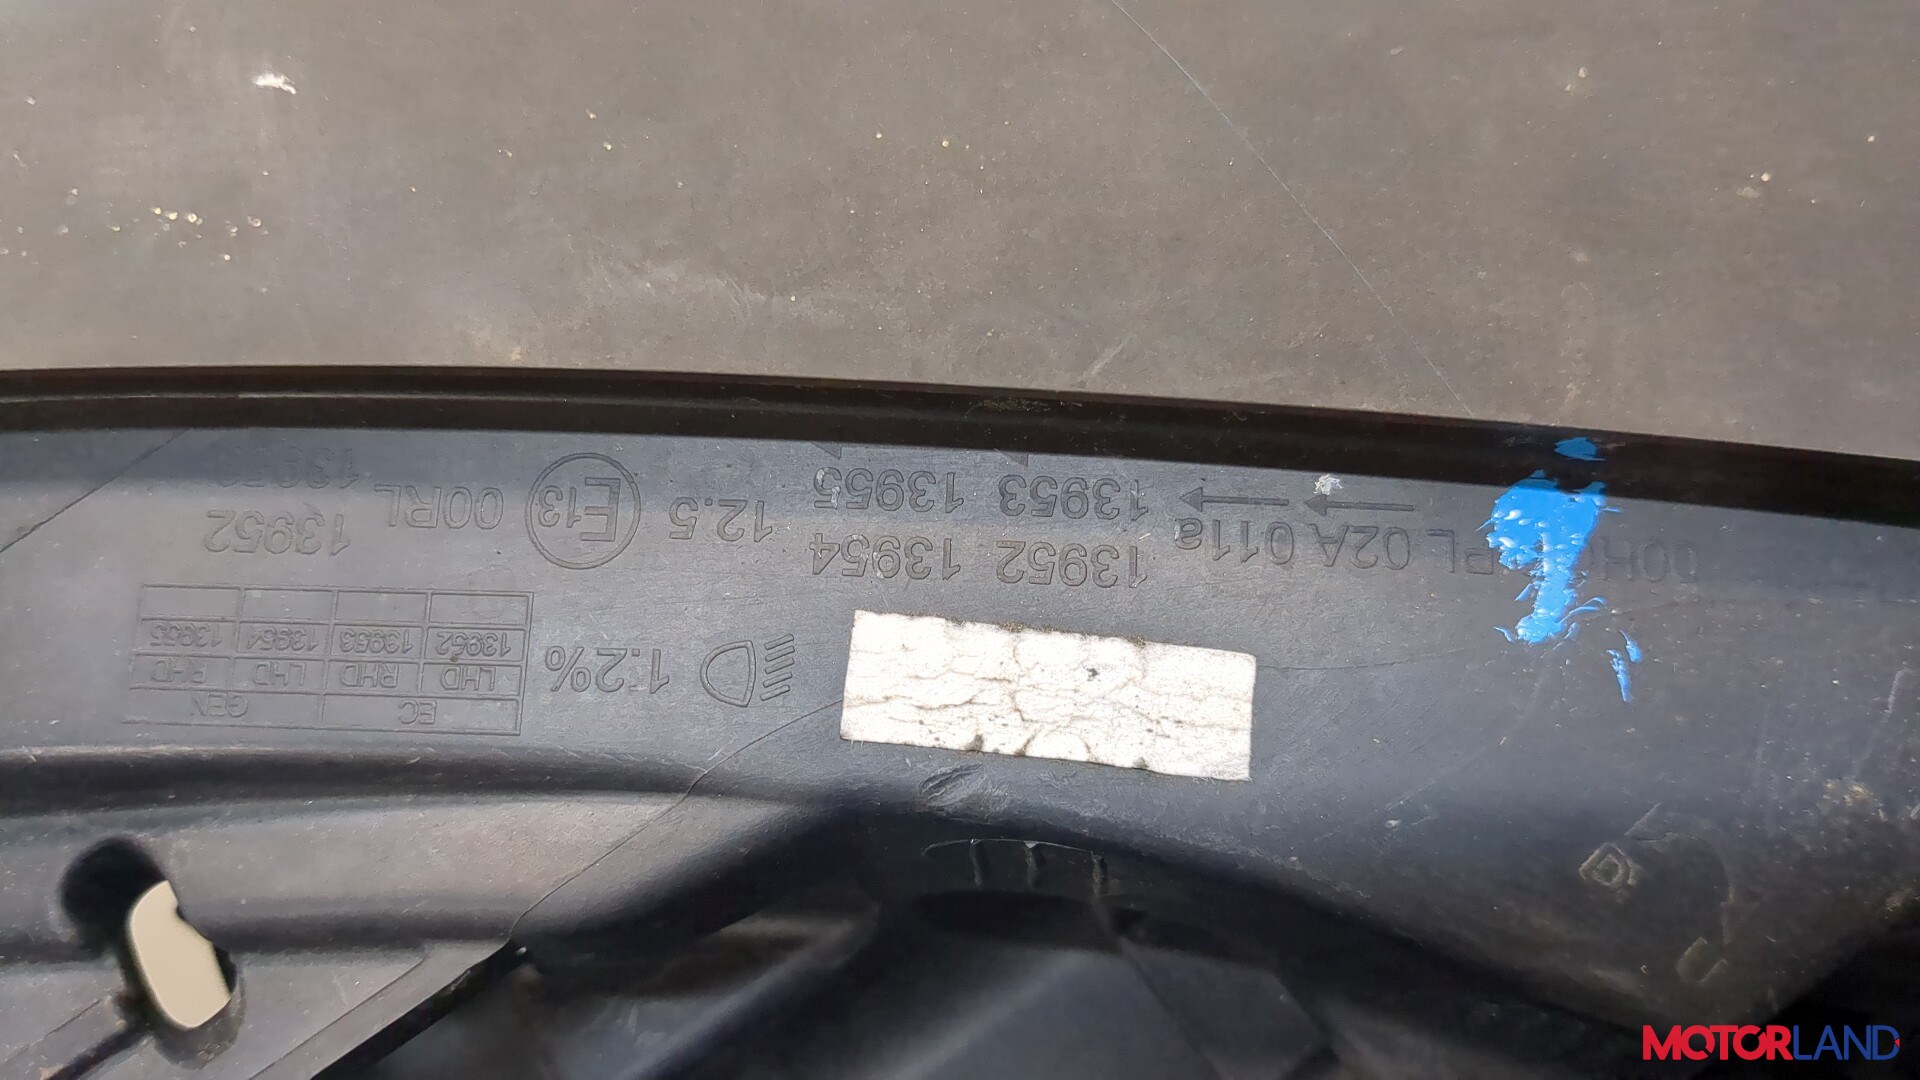 EC GEN
LHD RHD LHD RHD
1.2%
13952 13953 13954 13955
PL 02A 011a 13952 13954
13953 13955
12.5 E13 00RL 13952
13953
MOTORLAND